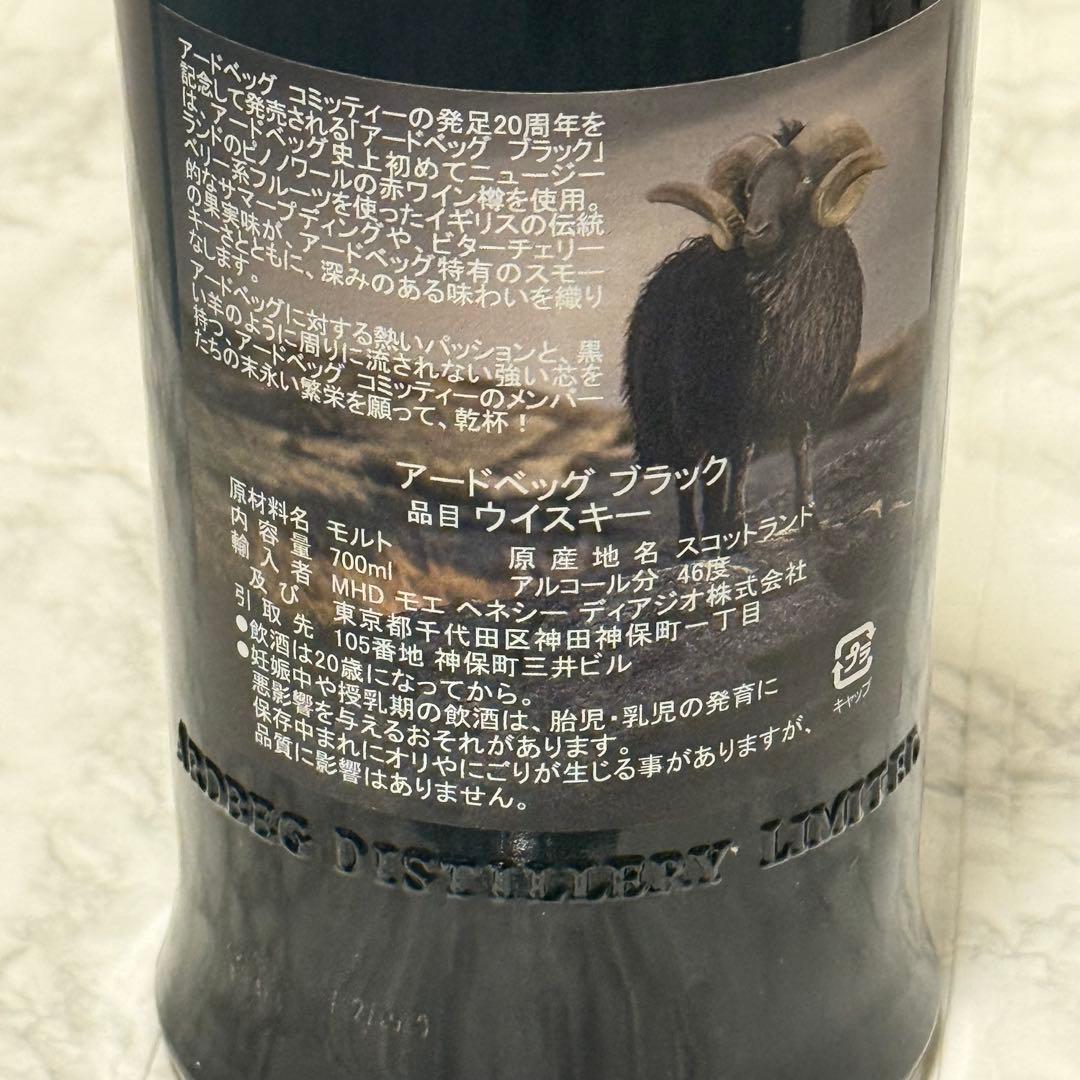 アードベッグ コミッティーの発足20周年を
記念して発売される「アードベッグ ブラック」
は、アードベッグ史上初めてニュージー
ランドのピノノワールの赤ワイン樽を使用。
ベリー系フルーツを使ったイギリスの伝統
的なサマープディングや、ビターチェリー
の果実味が、アードベッグ特有のスモー
キーさとともに、深みのある味わいを織り
なします。
アードベッグに対する熱いパッションと、黒
い羊のように周りに流されない強い芯を
持つ、アードベッグ コミッティーのメンバー
たちの末永い繁栄を願って、乾杯！
アードベッグ ブラック
品目 ウイスキー
原材料名 モルト 原産地名 スコットランド
内容量 700ml アルコール分 46度
輸入者 MHD モエ ヘネシー ディアジオ株式会社
及び 東京都千代田区神田神保町一丁目
引取先 105番地 神保町三井ビル
●飲酒は20歳になってから。
●妊娠中や授乳期の飲酒は、胎児・乳児の発育に
悪影響を与えるおそれがあります。
保存中まれにオリやにごりが生じる事がありますが、
品質に影響はありません。
プラ
キャップ
ARDBEG DISTILLERY LIMITED